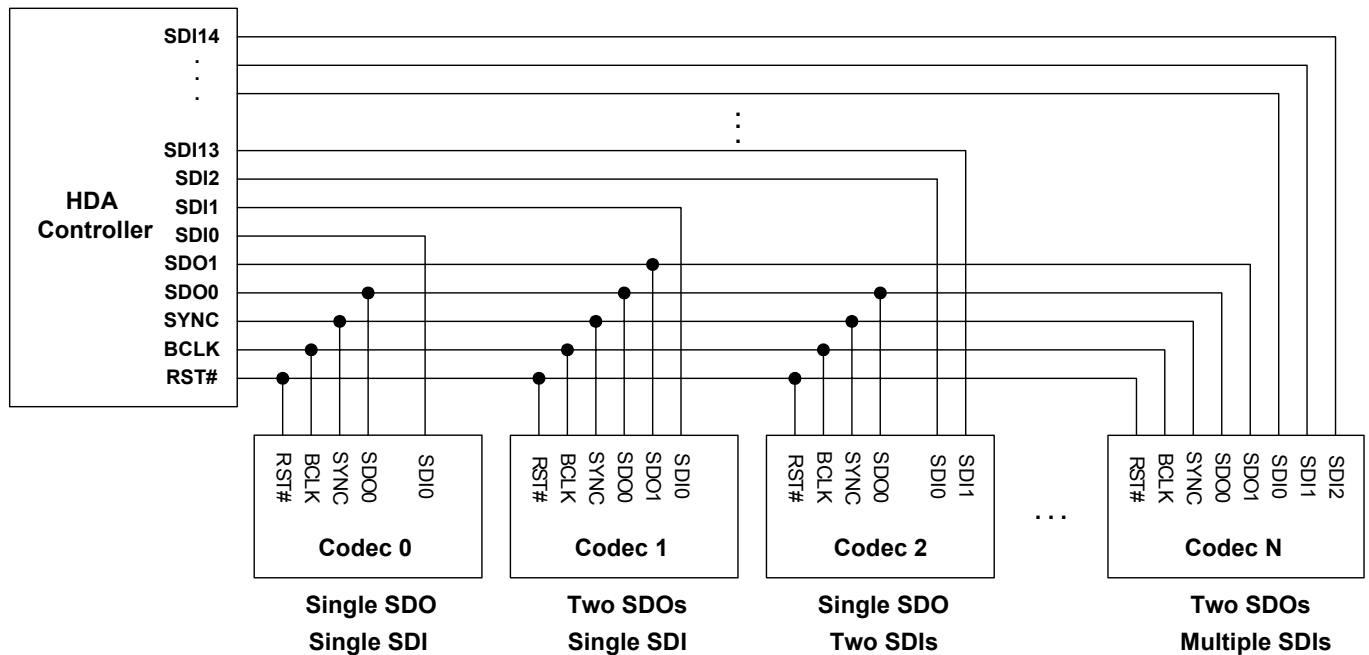 SDI14
.
.
.
SDI13
SDI2
SDI1
SDI0
SDO1
SDO0
SYNC
BCLK
RST#
HDA
Controller
. . .
RST#
BCLK
SYNC
SDO0
SDI0
Codec 0
Single SDO
Single SDI
RST#
BCLK
SYNC
SDO0
SDO1
SDI0
Codec 1
Two SDOs
Single SDI
RST#
BCLK
SYNC
SDO0
SDI0
SDI1
Codec 2
Single SDO
Two SDIs
. . .
RST#
BCLK
SYNC
SDO0
SDO1
SDI0
SDI1
SDI2
Codec N
Two SDOs
Multiple SDIs